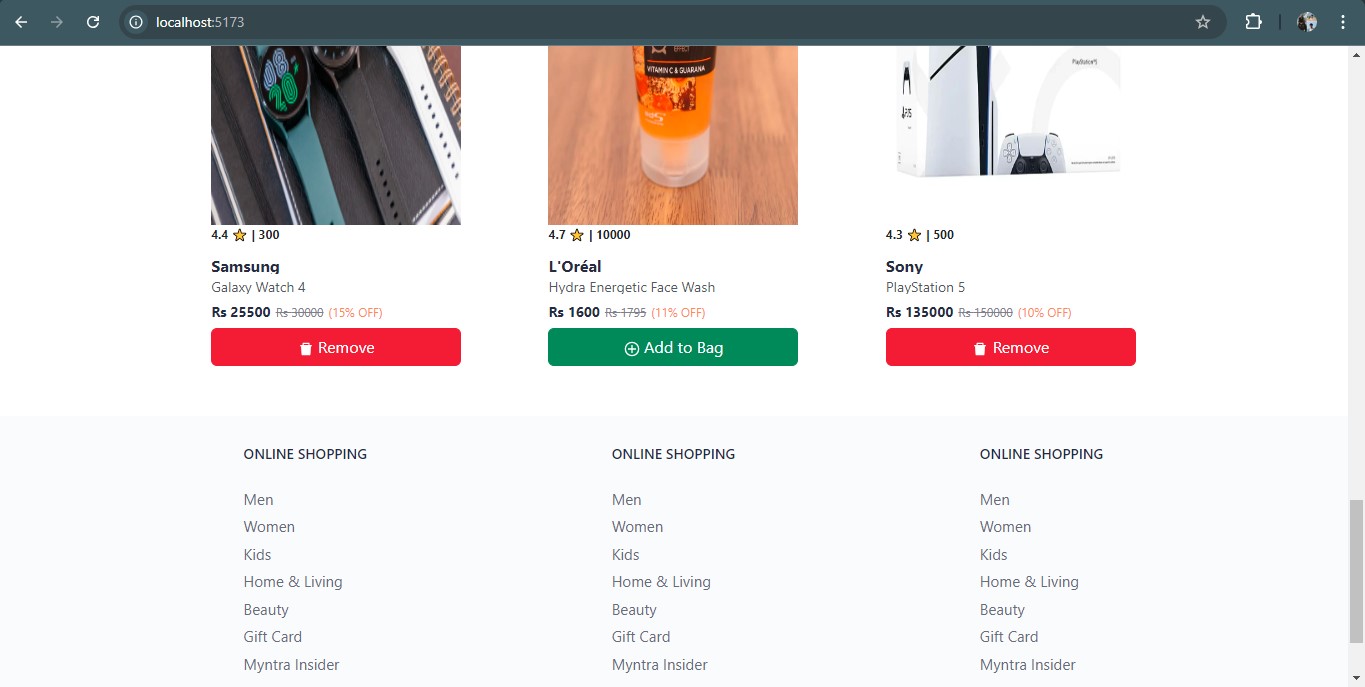 localhost:5173
EFFECT
VITAMIN C & GUARANA
PlayStation 5
PS5
4.4 ⭐ | 300
4.7 ⭐ | 10000
4.3 ⭐ | 500
Samsung
L'Oréal
Sony
Galaxy Watch 4
Hydra Energetic Face Wash
PlayStation 5
Rs 25500 Rs 30000 (15% OFF)
Rs 1600 Rs 1795 (11% OFF)
Rs 135000 Rs 150000 (10% OFF)
Remove
Add to Bag
Remove
ONLINE SHOPPING
Men
Women
Kids
Home & Living
Beauty
Gift Card
Myntra Insider
ONLINE SHOPPING
Men
Women
Kids
Home & Living
Beauty
Gift Card
Myntra Insider
ONLINE SHOPPING
Men
Women
Kids
Home & Living
Beauty
Gift Card
Myntra Insider